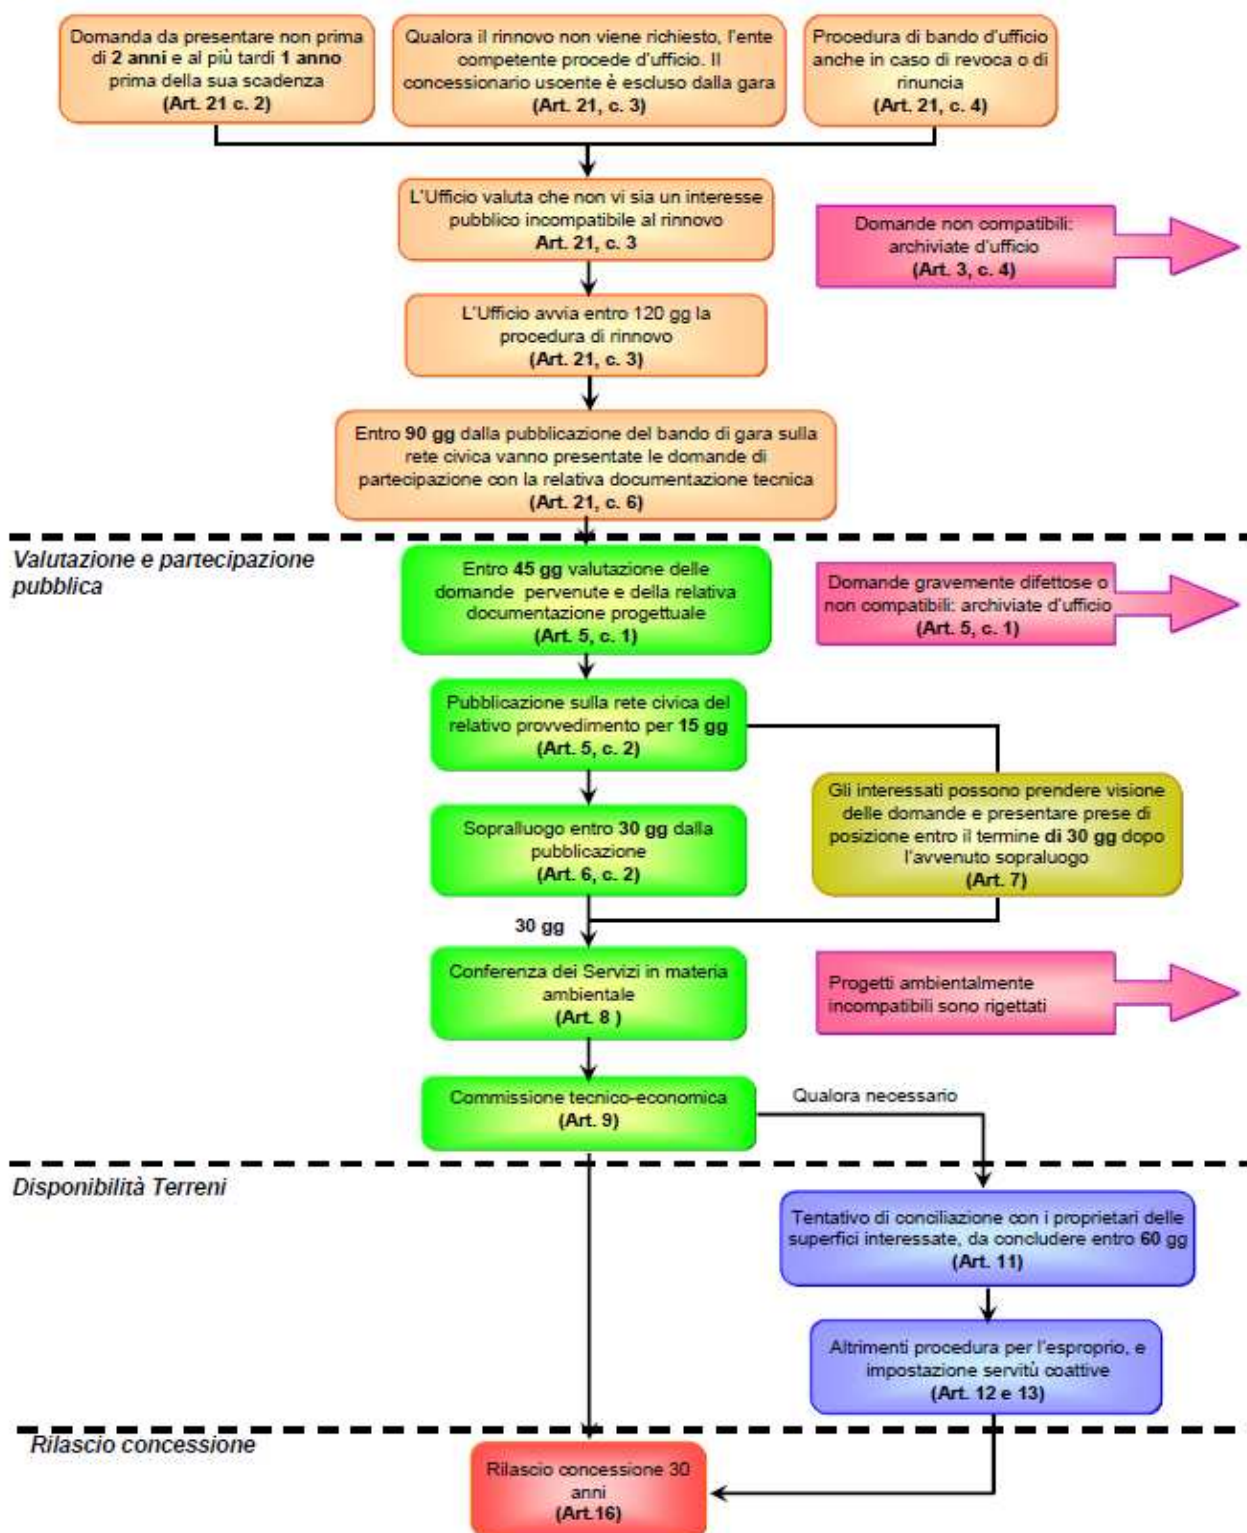 Domanda da presentare non prima
di 2 anni e al più tardi 1 anno
prima della sua scadenza
(Art. 21 c. 2)
Qualora il rinnovo non viene richiesto, l'ente
competente procede d'ufficio. Il
concessionario uscente è escluso dalla gara
(Art. 21, c. 3)
Procedura di bando d'ufficio
anche in caso di revoca o di
rinuncia
(Art. 21, c. 4)
L'Ufficio valuta che non vi sia un interesse
pubblico incompatibile al rinnovo
Art. 21, c. 3
Domande non compatibili:
archiviate d'ufficio
(Art. 3, c. 4)
L'Ufficio avvia entro 120 gg la
procedura di rinnovo
(Art. 21, c. 3)
Entro 90 gg dalla pubblicazione del bando di gara sulla
rete civica vanno presentate le domande di
partecipazione con la relativa documentazione tecnica
(Art. 21, c. 6)
Valutazione e partecipazione
pubblica
Entro 45 gg valutazione delle
domande pervenute e della relativa
documentazione progettuale
(Art. 5, c. 1)
Domande gravemente difettose o
non compatibili: archiviate d'ufficio
(Art. 5, c. 1)
Pubblicazione sulla rete civica del
relativo provvedimento per 15 gg
(Art. 5, c. 2)
Gli interessati possono prendere visione
delle domande e presentare prese di
posizione entro il termine di 30 gg dopo
l'avvenuto sopraluogo
(Art. 7)
Sopralluogo entro 30 gg dalla
pubblicazione
(Art. 6, c. 2)
30 gg
Conferenza dei Servizi in materia
ambientale
(Art. 8 )
Progetti ambientalmente
incompatibili sono rigettati
Commissione tecnico-economica
(Art. 9)
Qualora necessario
Disponibilità Terreni
Tentativo di conciliazione con i proprietari delle
superfici interessate, da concludere entro 60 gg
(Art. 11)
Altrimenti procedura per l'esproprio, e
impostazione servitù coattive
(Art. 12 e 13)
Rilascio concessione
Rilascio concessione 30
anni
(Art.16)